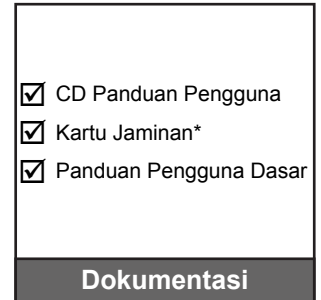 ☑ CD Panduan Pengguna
☑ Kartu Jaminan*
☑ Panduan Pengguna Dasar
Dokumentasi